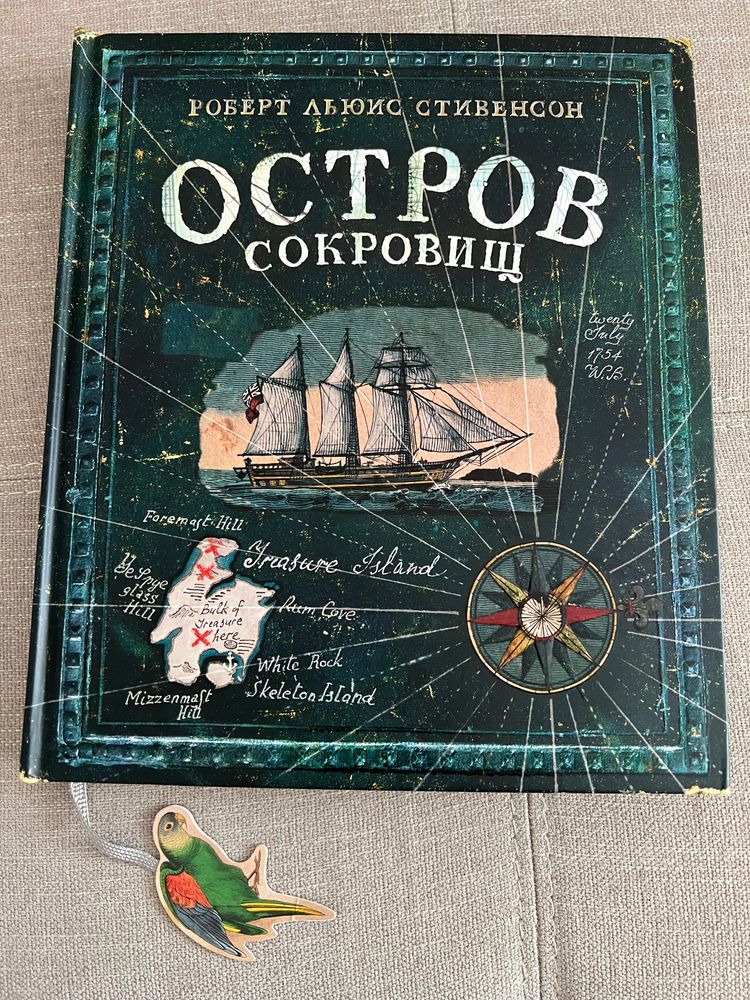 РОБЕРТ ЛЬЮИС СТИВЕНСОН
ОСТРОВ
СОКРОВИЩ
twenty
July
1754
W.B.
Foremast Hill
Treasure Island
glass
Hill
Bulk of
Treasure
here
Rum Cove
White Rock
Skeleton Island
Mizzenmast
Hill